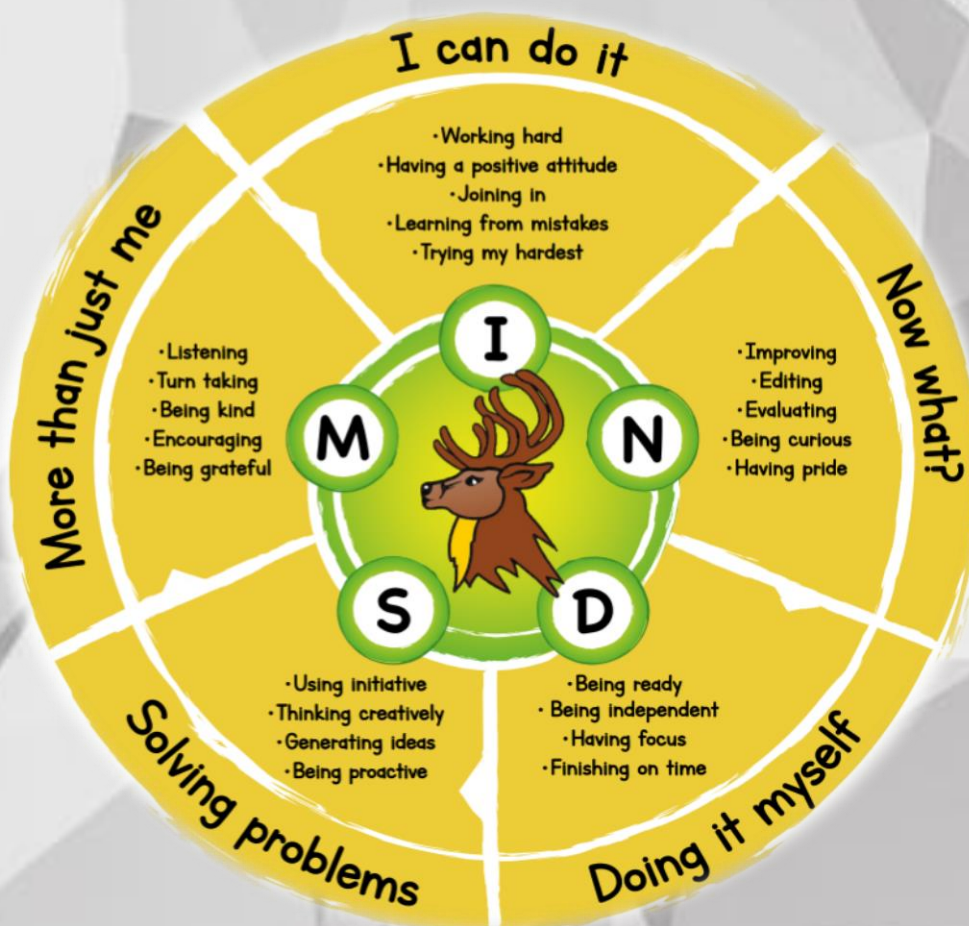 I can do it
·Working hard
·Having a positive attitude
·Joining in
·Learning from mistakes
·Trying my hardest
More than just me
·Listening
·Turn taking
·Being kind
·Encouraging
·Being grateful
Now what?
·Improving
·Editing
·Evaluating
·Being curious
·Having pride
I
M
N
S
D
Solving problems
·Using initiative
·Thinking creatively
·Generating ideas
·Being proactive
Doing it myself
·Being ready
· Being independent
·Having focus
·Finishing on time